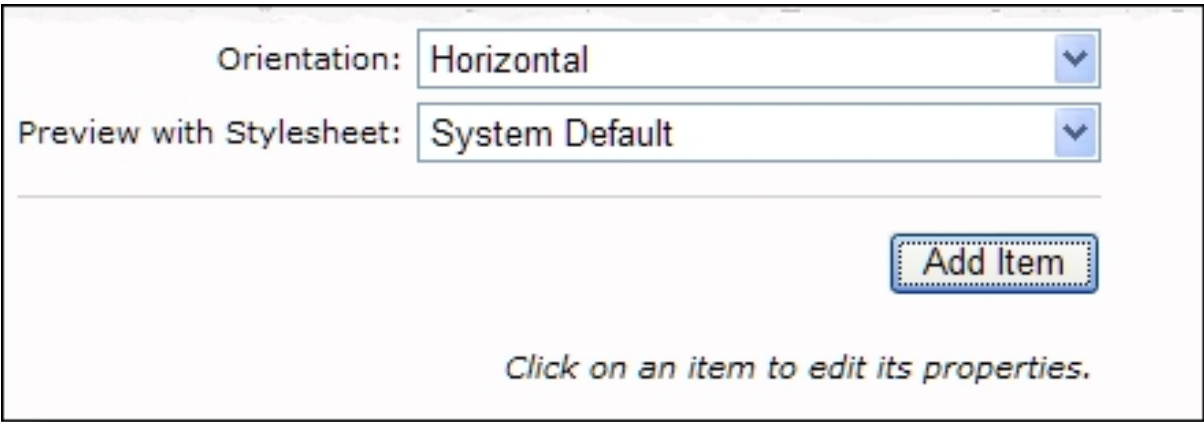 Orientation: Horizontal
Preview with Stylesheet: System Default
Add Item
Click on an item to edit its properties.